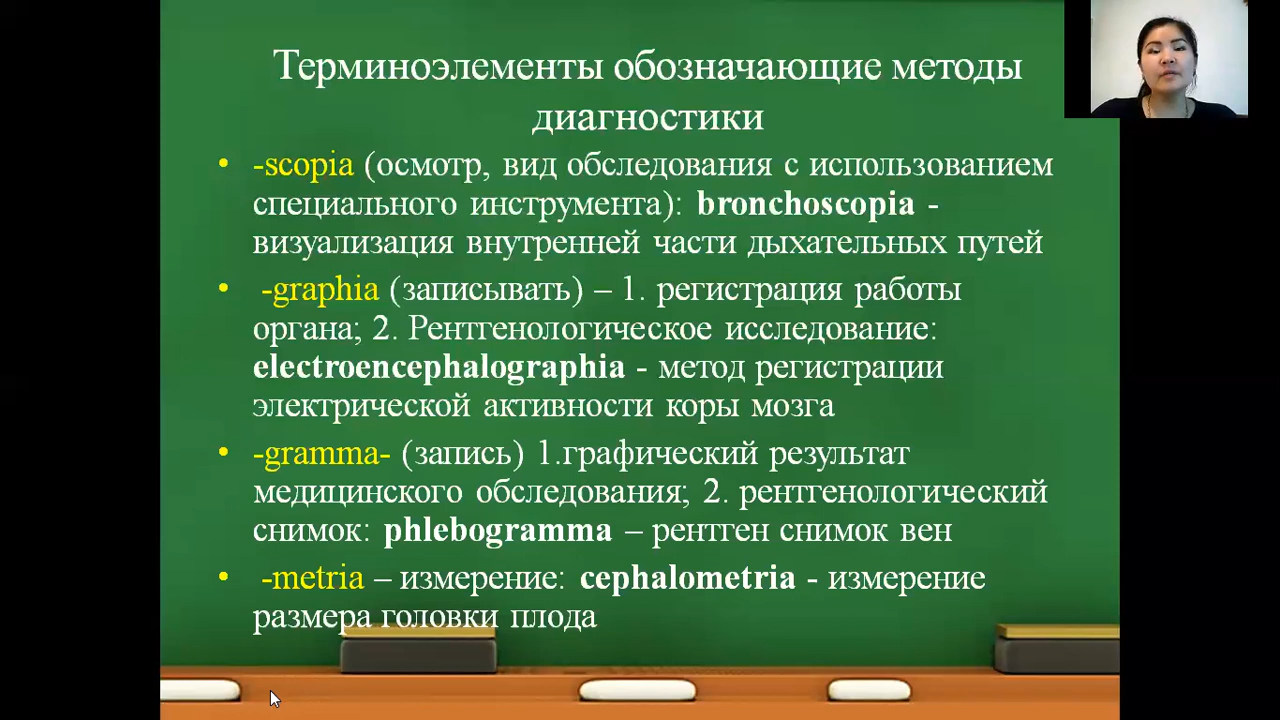 Терминоэлементы обозначающие методы
диагностики
• -scopia (осмотр, вид обследования с использованием
специального инструмента): bronchoscopia -
визуализация внутренней части дыхательных путей
• -graphia (записывать) – 1. регистрация работы
органа; 2. Рентгенологическое исследование:
electroencephalographia - метод регистрации
электрической активности коры мозга
• -gramma- (запись) 1.графический результат
медицинского обследования; 2. рентгенологический
снимок: phlebogramma – рентген снимок вен
• -metria – измерение: cephalometria - измерение
размера головки плода